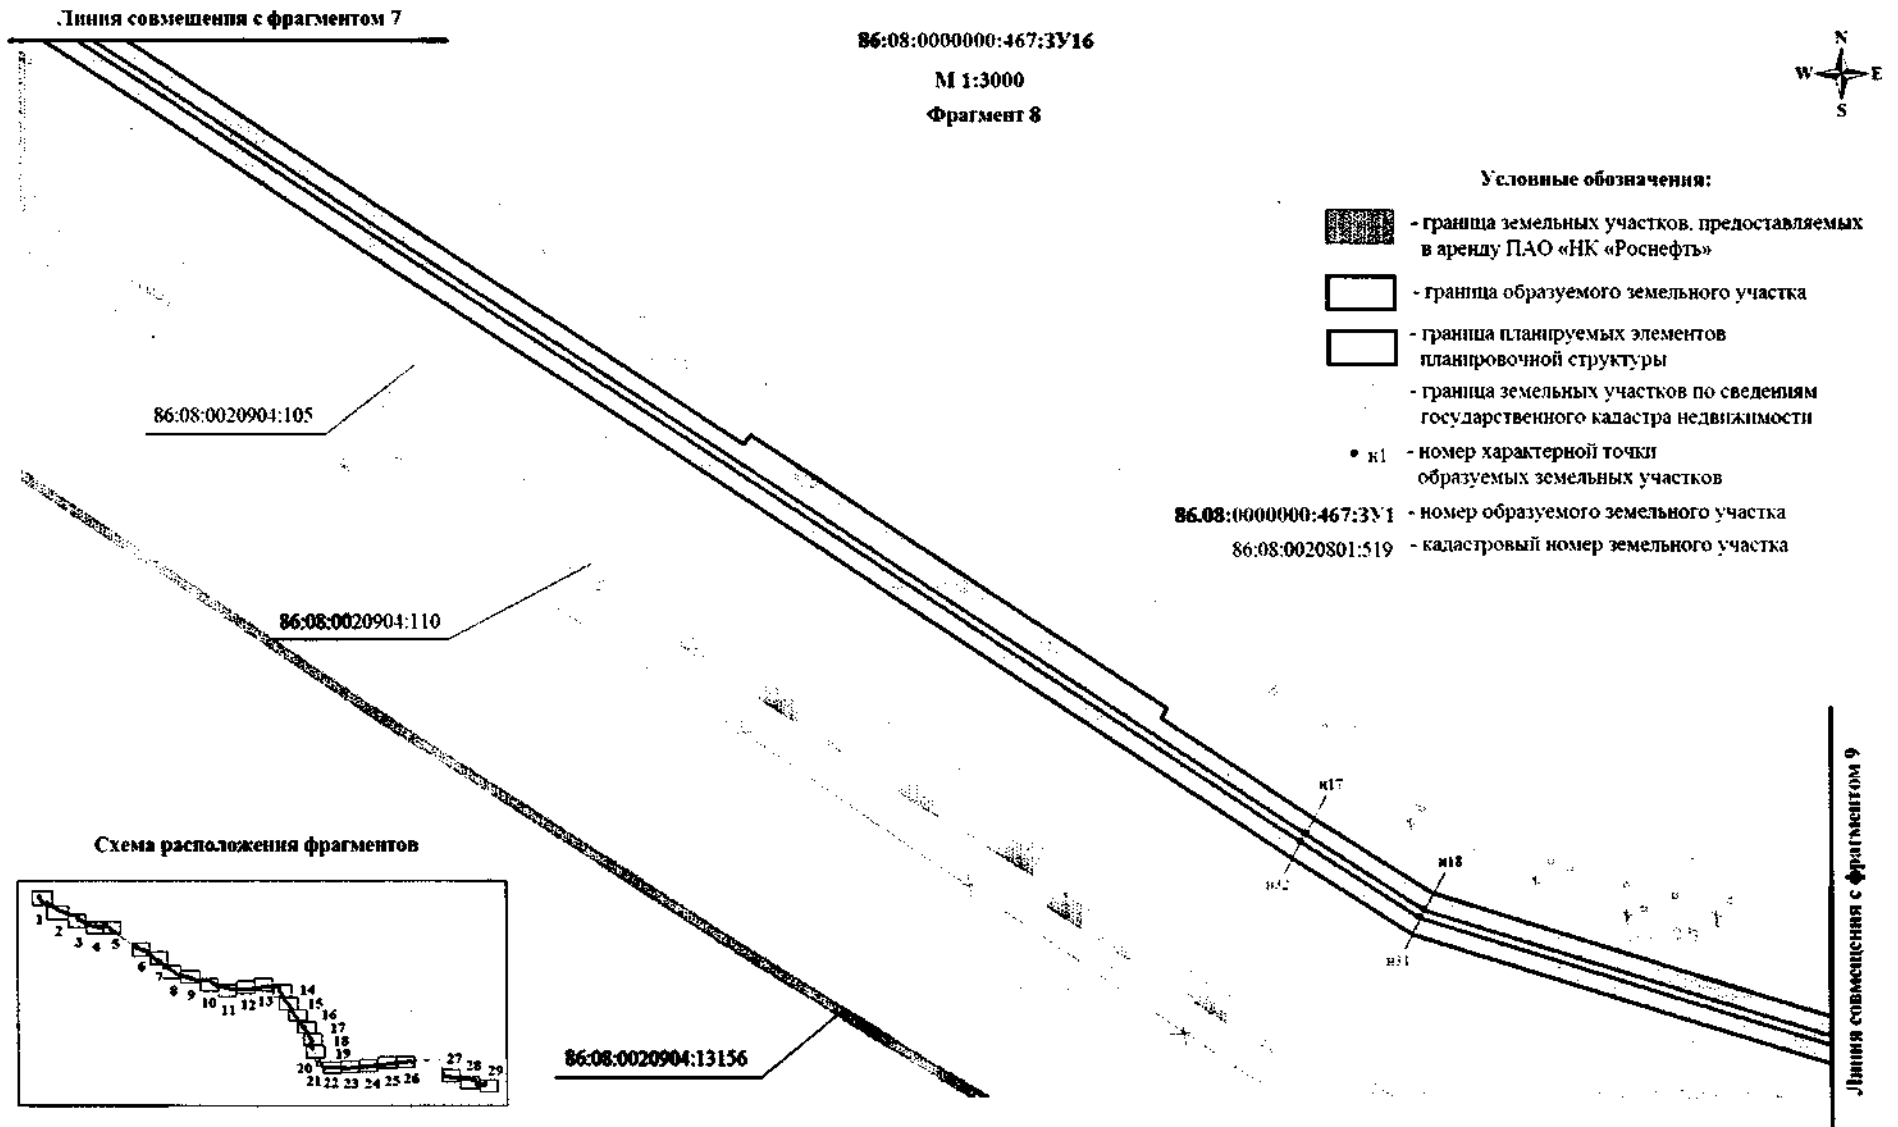 Линия совмещения с фрагментом 7
86:08:0000000:467:ЗУ16
М 1:3000
Фрагмент 8
N
W E
S
Условные обозначения:
- граница земельных участков, предоставляемых
в аренду ПАО «НК «Роснефть»
- граница образуемого земельного участка
- граница планируемых элементов
планировочной структуры
- граница земельных участков по сведениям
государственного кадастра недвижимости
• н1 - номер характерной точки
образуемых земельных участков
86.08:0000000:467:ЗУ1 - номер образуемого земельного участка
86:08:0020801:519 - кадастровый номер земельного участка
86:08:0020904:105
86:08:0020904:110
86:08:0020904:13156
н17
н32
н18
н31
Линия совмещения с фрагментом 9
Схема расположения фрагментов
1
2
3
4
5
6
7
8
9
10
11
12
13
14
15
16
17
18
19
20
21
22
23
24
25
26
27
28
29